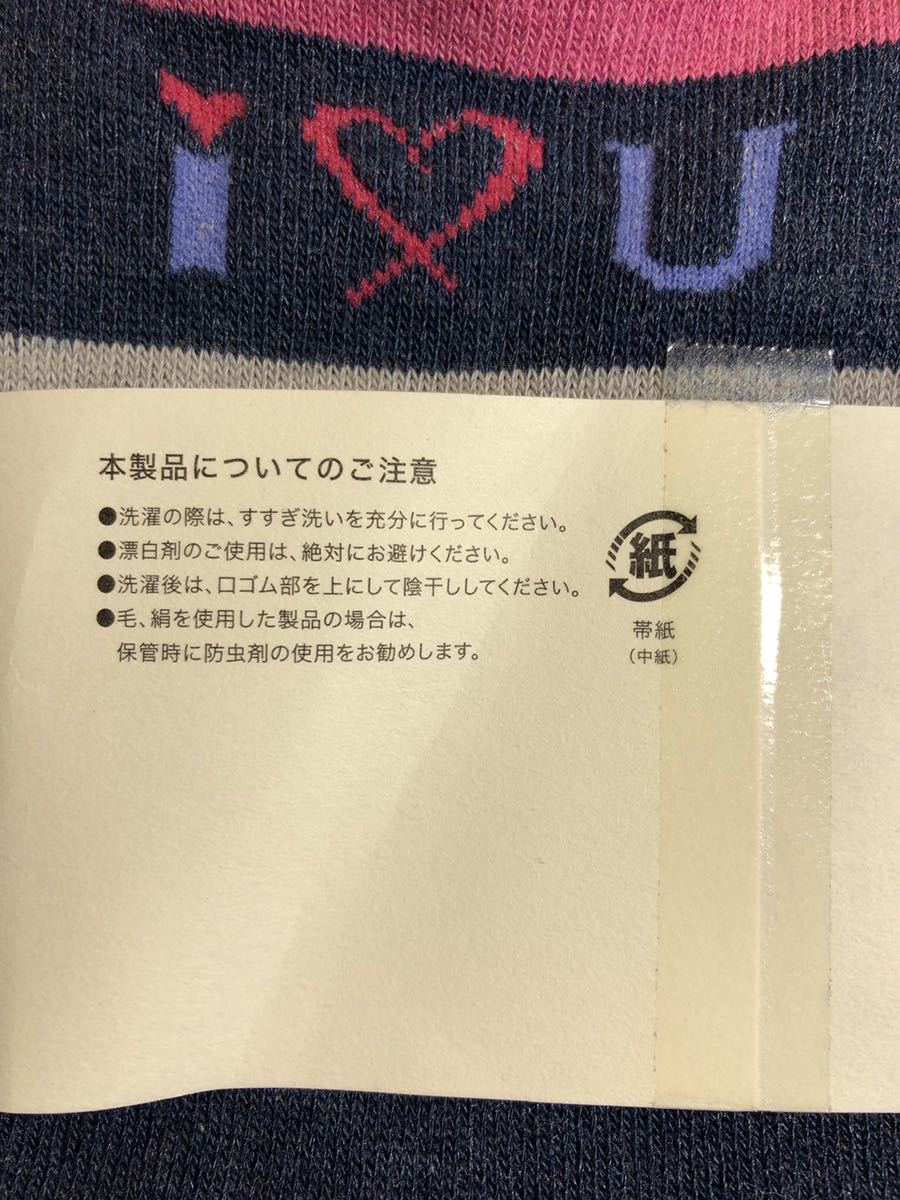 i ♡ U
本製品についてのご注意
●洗濯の際は、すすぎ洗いを充分に行ってください。
●漂白剤のご使用は、絶対にお避けください。
●洗濯後は、口ゴム部を上にして陰干ししてください。
●毛、絹を使用した製品の場合は、
保管時に防虫剤の使用をお勧めします。
紙
帯紙
(中紙)